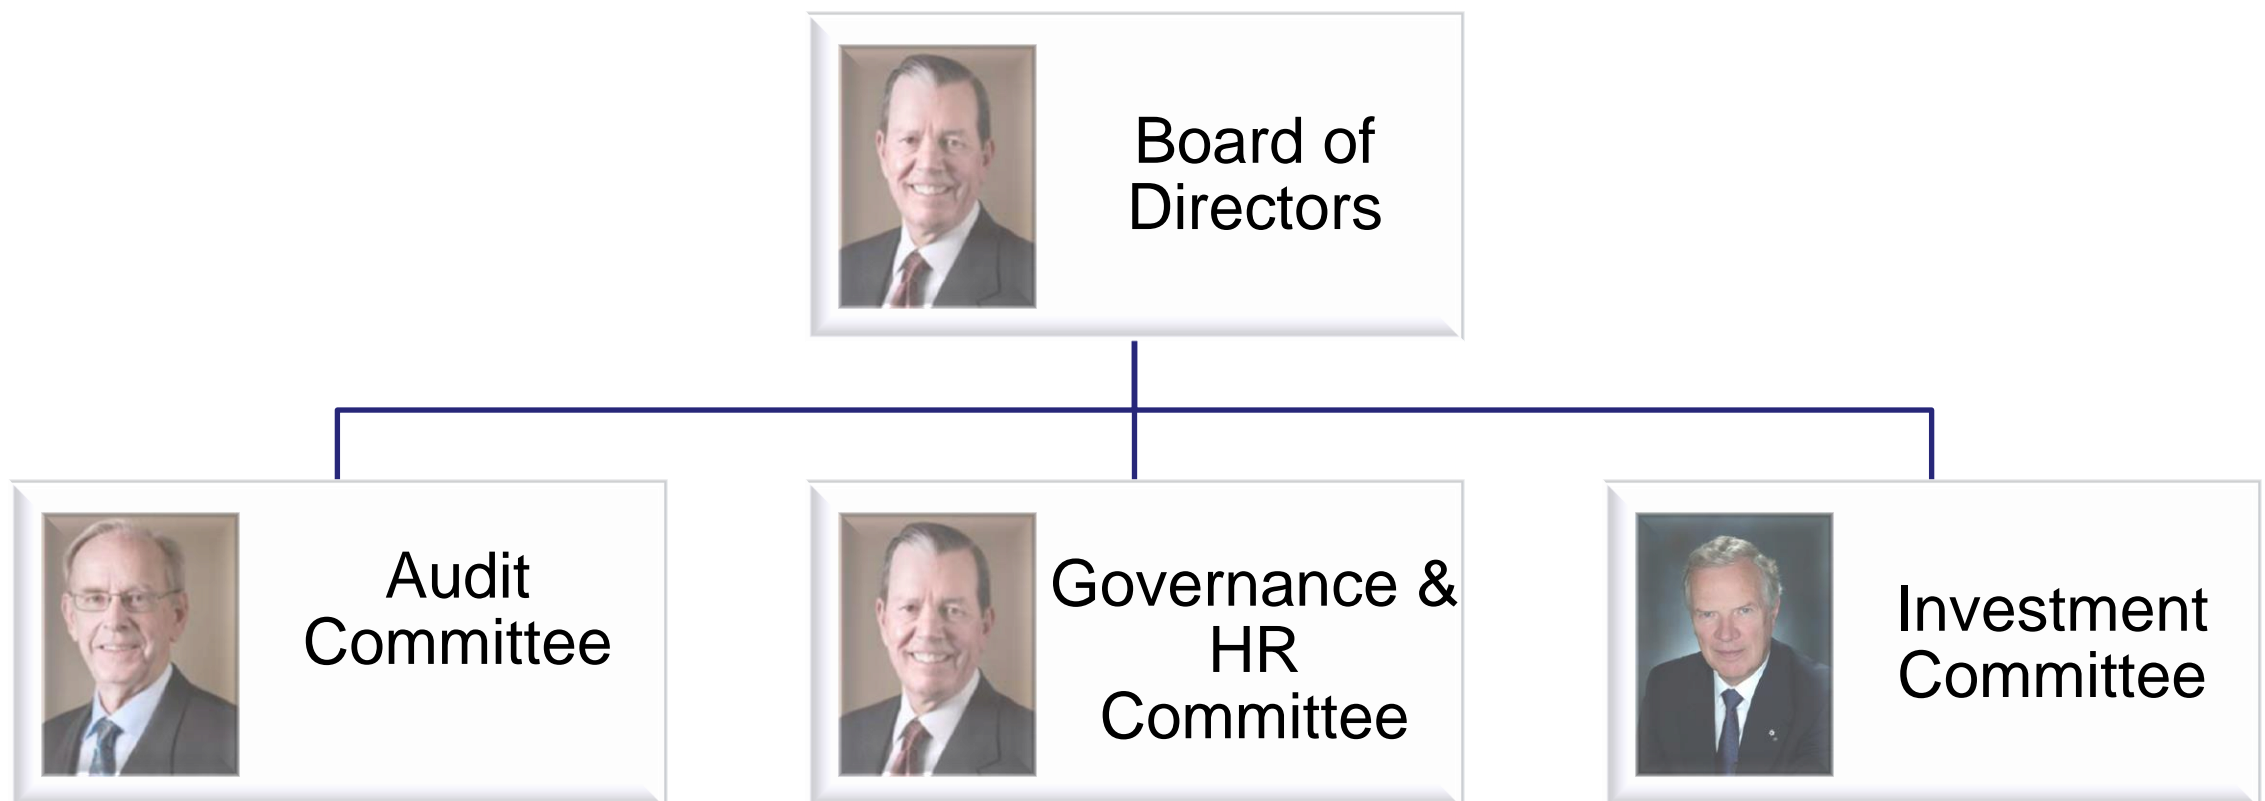 Board of
Directors
Audit
Committee
Governance &
HR
Committee
Investment
Committee